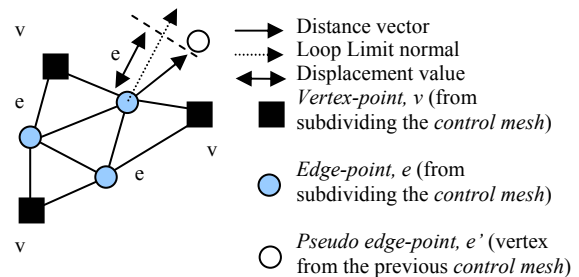 v
e
e
e
v
v
Distance vector
Loop Limit normal
Displacement value
Vertex-point, v (from
subdividing the control mesh)
Edge-point, e (from
subdividing the control mesh)
Pseudo edge-point, e’ (vertex
from the previous control mesh)